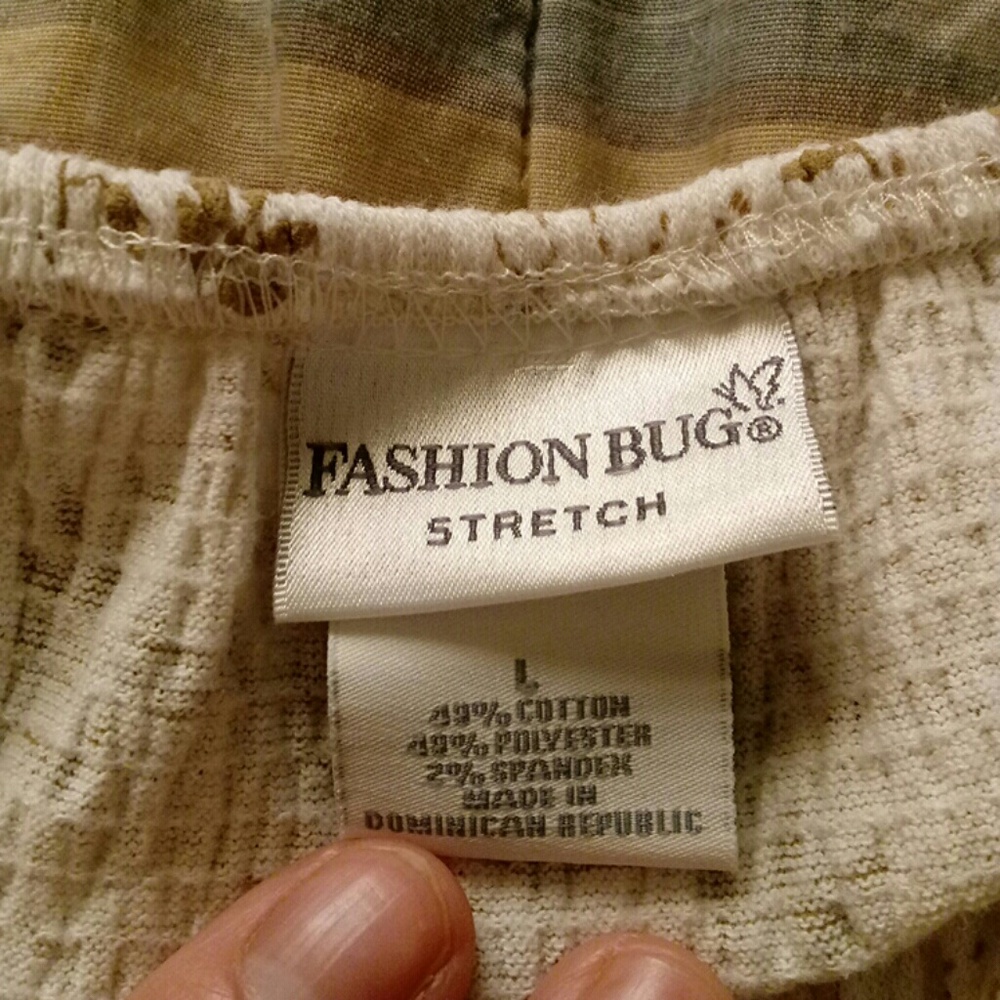 FASHION BUG®
STRETCH
L
49% COTTON
49% POLYESTER
2% SPANDEX
MADE IN
DOMINICAN REPUBLIC